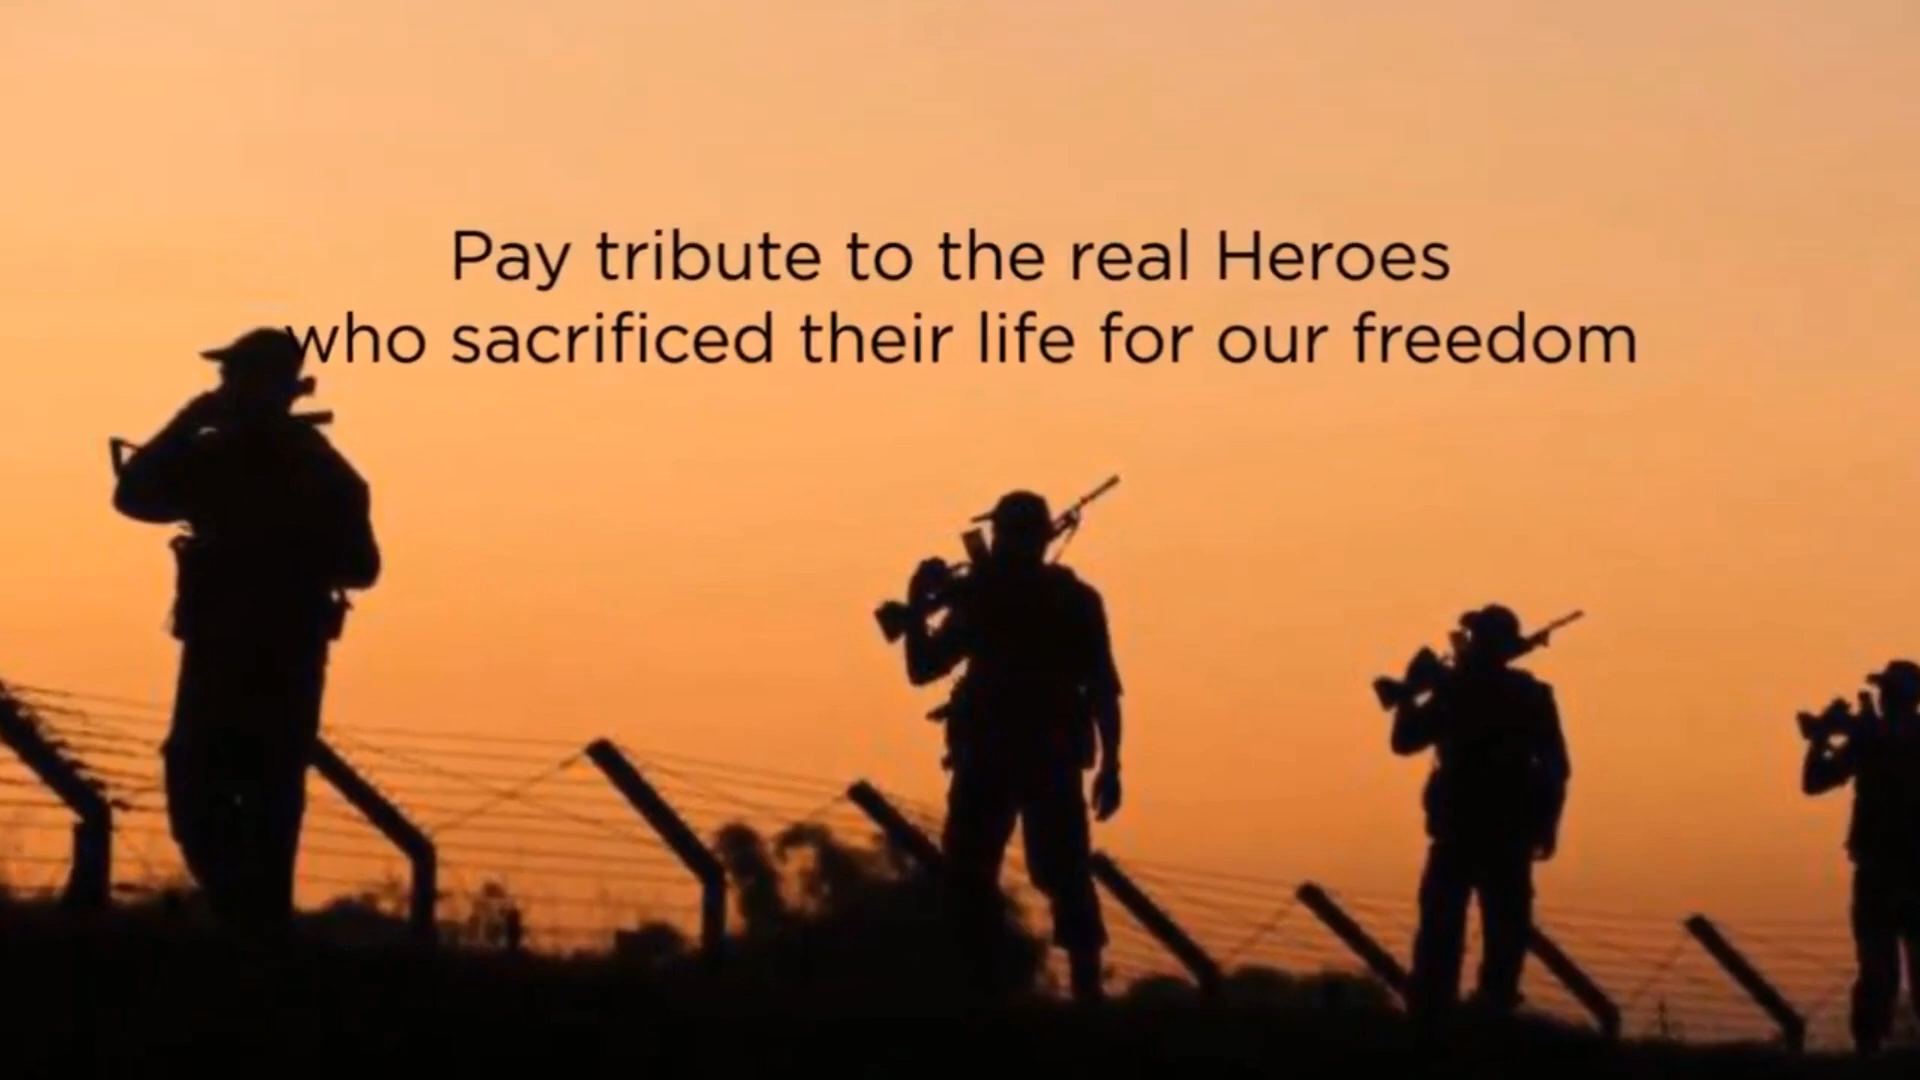 Pay tribute to the real Heroes
who sacrificed their life for our freedom